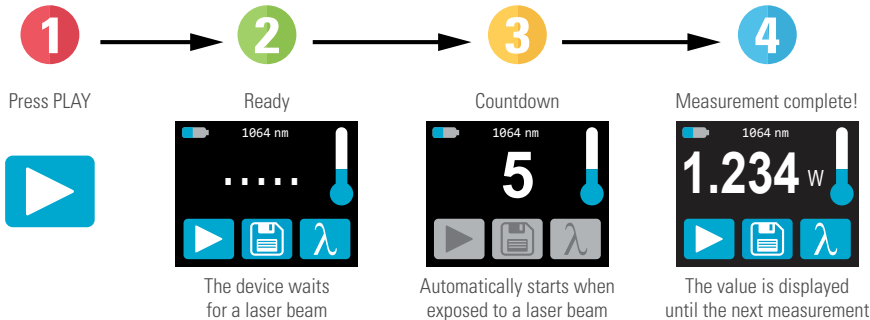 1
2
3
4
Press PLAY
Ready
Countdown
Measurement complete!
1064 nm
.....
λ
The device waits
for a laser beam
1064 nm
5
λ
Automatically starts when
exposed to a laser beam
1064 nm
1.234 W
λ
The value is displayed
until the next measurement